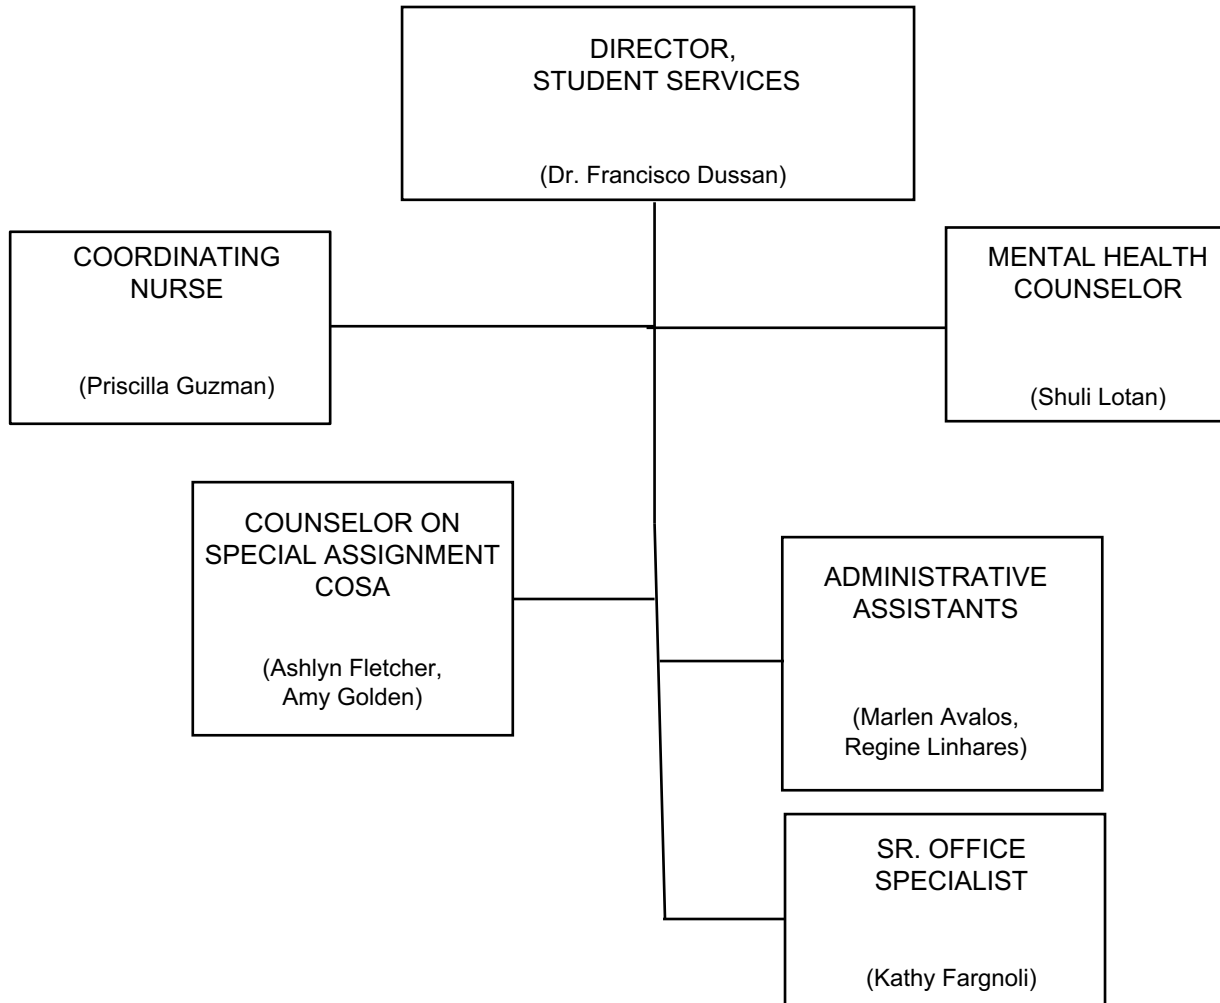 DIRECTOR,
STUDENT SERVICES
(Dr. Francisco Dussan)
COORDINATING
NURSE
(Priscilla Guzman)
MENTAL HEALTH
COUNSELOR
(Shuli Lotan)
COUNSELOR ON
SPECIAL ASSIGNMENT
COSA
(Ashlyn Fletcher,
Amy Golden)
ADMINISTRATIVE
ASSISTANTS
(Marlen Avalos,
Regine Linhares)
SR. OFFICE
SPECIALIST
(Kathy Fargnoli)